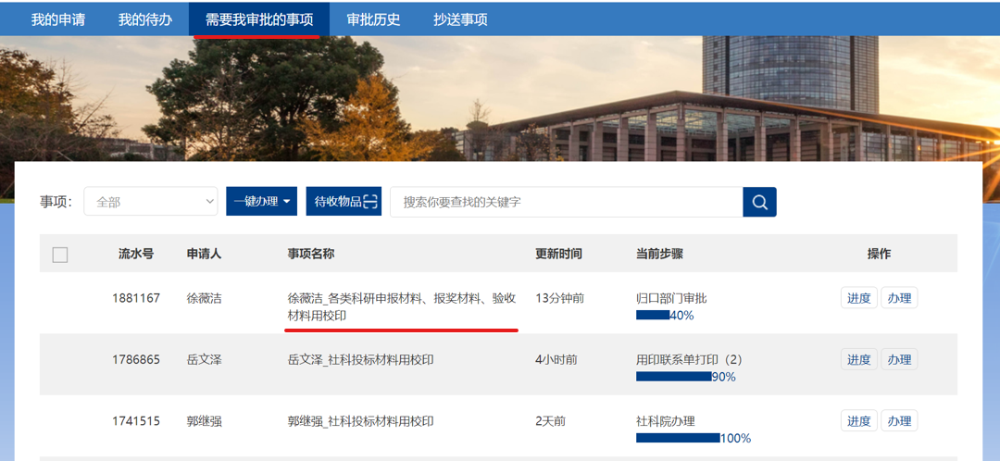 我的申请 我的待办 需要我审批的事项 审批历史 抄送事项
事项： 全部 一键办理 待收物品 搜索你要查找的关键字
流水号 申请人 事项名称 更新时间 当前步骤 操作
1881167 徐薇洁 徐薇洁_各类科研申报材料、报奖材料、验收 13分钟前 归口部门审批 进度 办理
材料用校印 40%
1786865 岳文泽 岳文泽_社科投标材料用校印 4小时前 用印联系单打印（2） 进度 办理
90%
1741515 郭继强 郭继强_社科投标材料用校印 2天前 社科院办理 进度 办理
100%